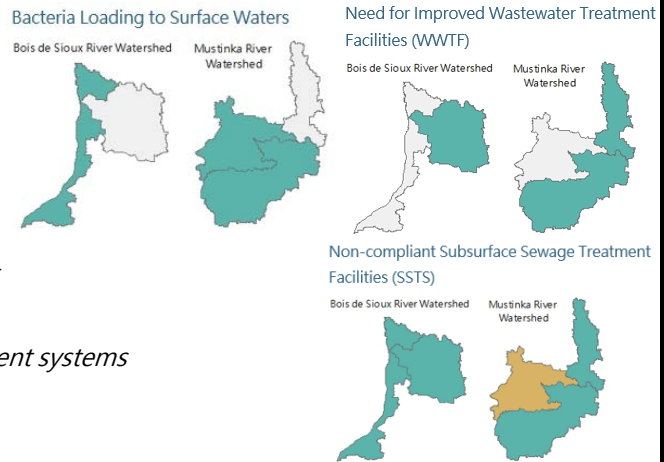 Bacteria Loading to Surface Waters
Bois de Sioux River Watershed
Mustinka River
Watershed
Need for Improved Wastewater Treatment
Facilities (WWTF)
Bois de Sioux River Watershed
Mustinka River
Watershed
Non-compliant Subsurface Sewage Treatment
Facilities (SSTS)
Bois de Sioux River Watershed
Mustinka River
Watershed
ent systems